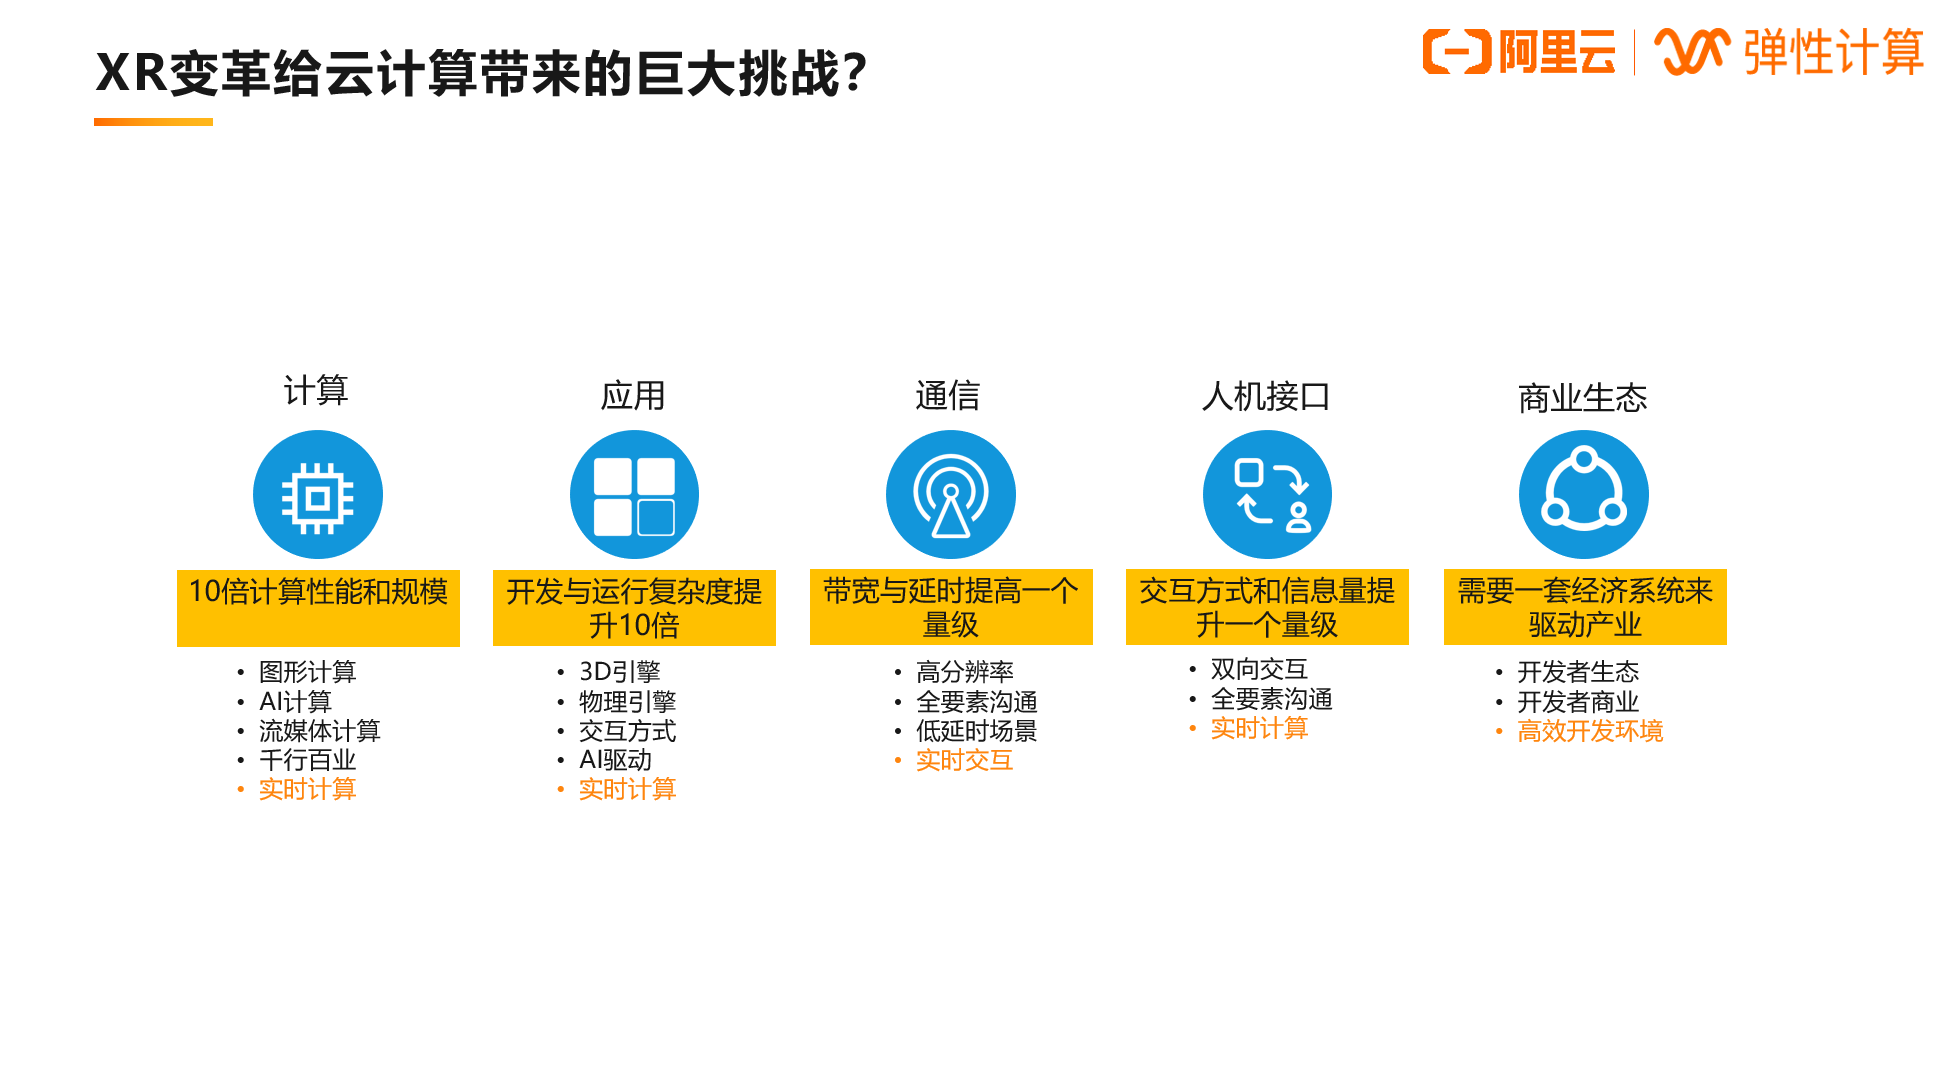 XR变革给云计算带来的巨大挑战?
阿里云 弹性计算
计算
10倍计算性能和规模
• 图形计算
• AI计算
• 流媒体计算
• 千行百业
• 实时计算
应用
开发与运行复杂度提
升10倍
• 3D引擎
• 物理引擎
• 交互方式
• AI驱动
• 实时计算
通信
带宽与延时提高一个
量级
• 高分辨率
• 全要素沟通
• 低延时场景
• 实时交互
人机接口
交互方式和信息量提
升一个量级
• 双向交互
• 全要素沟通
• 实时计算
商业生态
需要一套经济系统来
驱动产业
• 开发者生态
• 开发者商业
• 高效开发环境